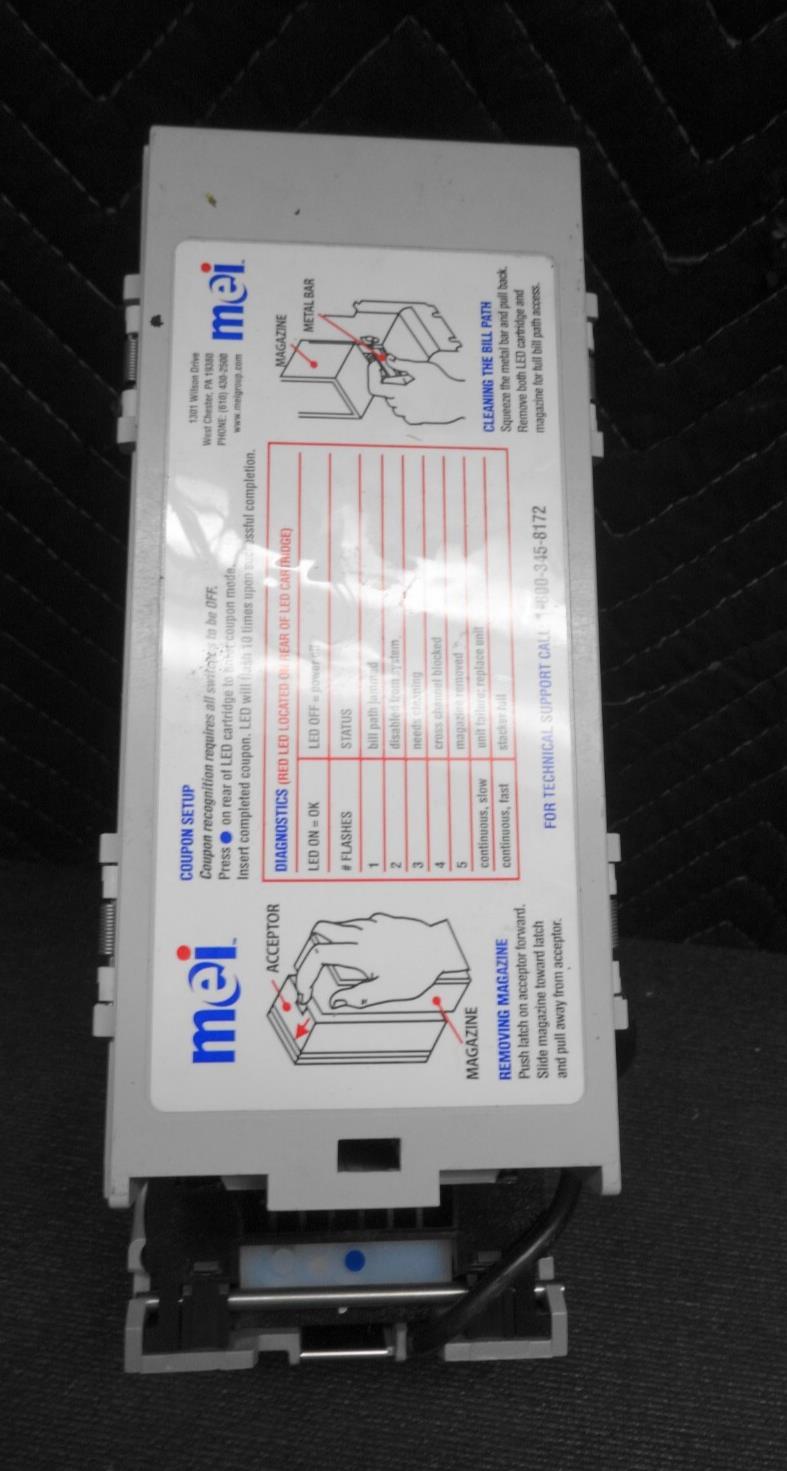 mei
ACCEPTOR
MAGAZINE
REMOVING MAGAZINE
Push latch on acceptor forward.
Slide magazine toward latch
and pull away from acceptor.
COUPON SETUP
Coupon recognition requires all switches to be OFF.
Press ● on rear of LED cartridge to enter coupon mode.
Insert completed coupon. LED will flash 10 times upon successful completion.
DIAGNOSTICS (RED LED LOCATED ON REAR OF LED CARTRIDGE)
LED ON = OK LED OFF = power off
# FLASHES STATUS
1 bill path jammed
2 disabled from system
3 needs cleaning
4 cross channel blocked
5 magazine removed
continuous, slow unit failure; replace unit
continuous, fast stacker full
FOR TECHNICAL SUPPORT CALL 1-800-345-8172
1301 Wilson Drive
West Chester, PA 19380
PHONE: (610) 430-2500
www.meigroup.com
mei
MAGAZINE
METAL BAR
CLEANING THE BILL PATH
Squeeze the metal bar and pull back.
Remove both LED cartridge and
magazine for full bill path access.